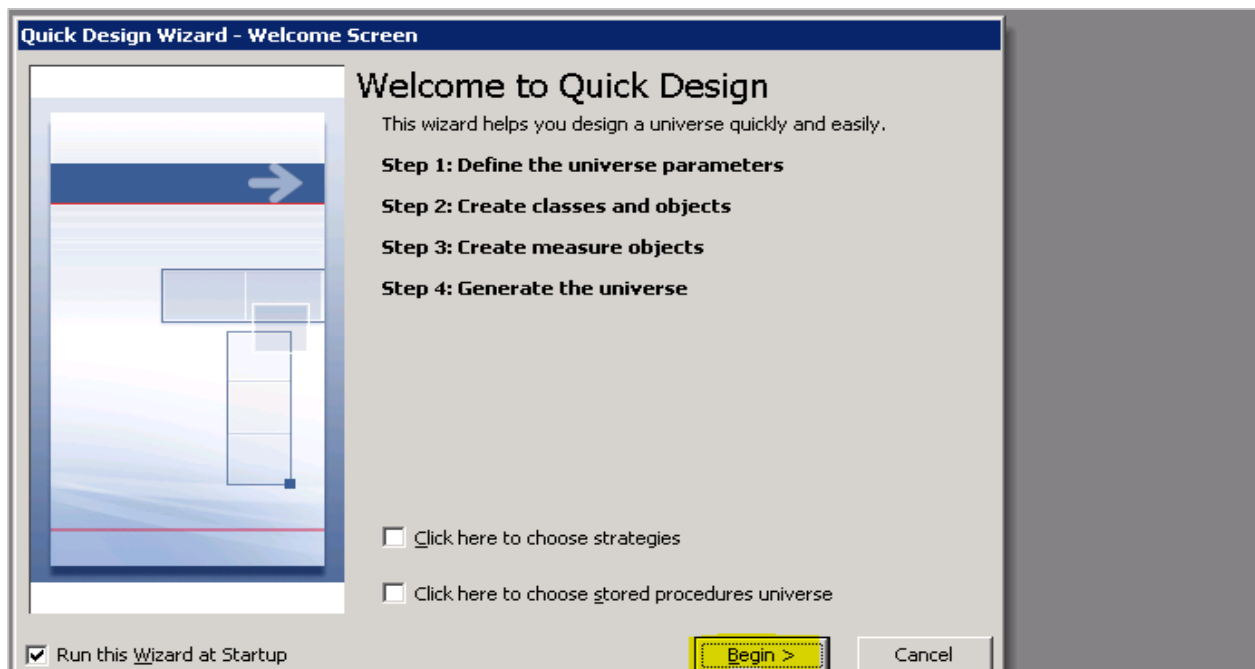 Quick Design Wizard - Welcome Screen
Welcome to Quick Design
This wizard helps you design a universe quickly and easily.
Step 1: Define the universe parameters
Step 2: Create classes and objects
Step 3: Create measure objects
Step 4: Generate the universe
Click here to choose strategies
Click here to choose stored procedures universe
Run this Wizard at Startup
Begin >
Cancel